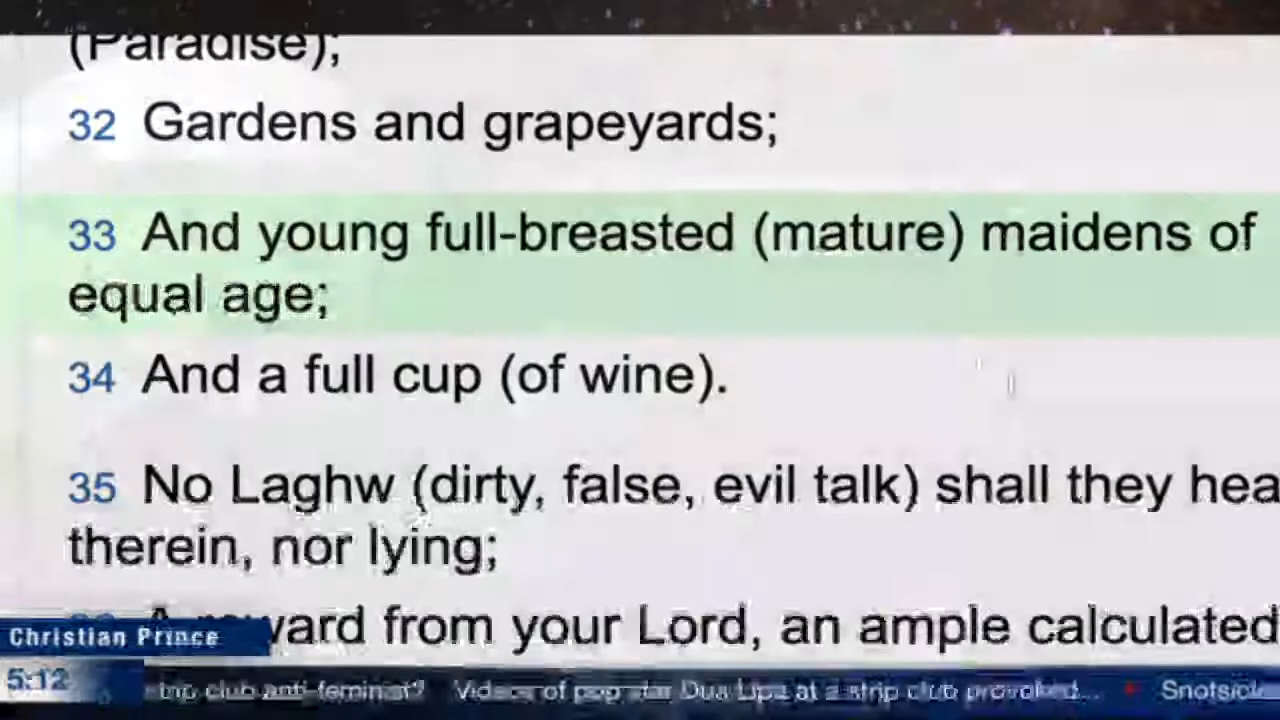 (Paradise);
32 Gardens and grapeyards;
33 And young full-breasted (mature) maidens of
equal age;
34 And a full cup (of wine).
35 No Laghw (dirty, false, evil talk) shall they hea
therein, nor lying;
A reward from your Lord, an ample calculated
Christian Prince
5:12
strip club anti-feminist? Videos of pop star Dua Lipa at a strip club provoked... Snotsicle